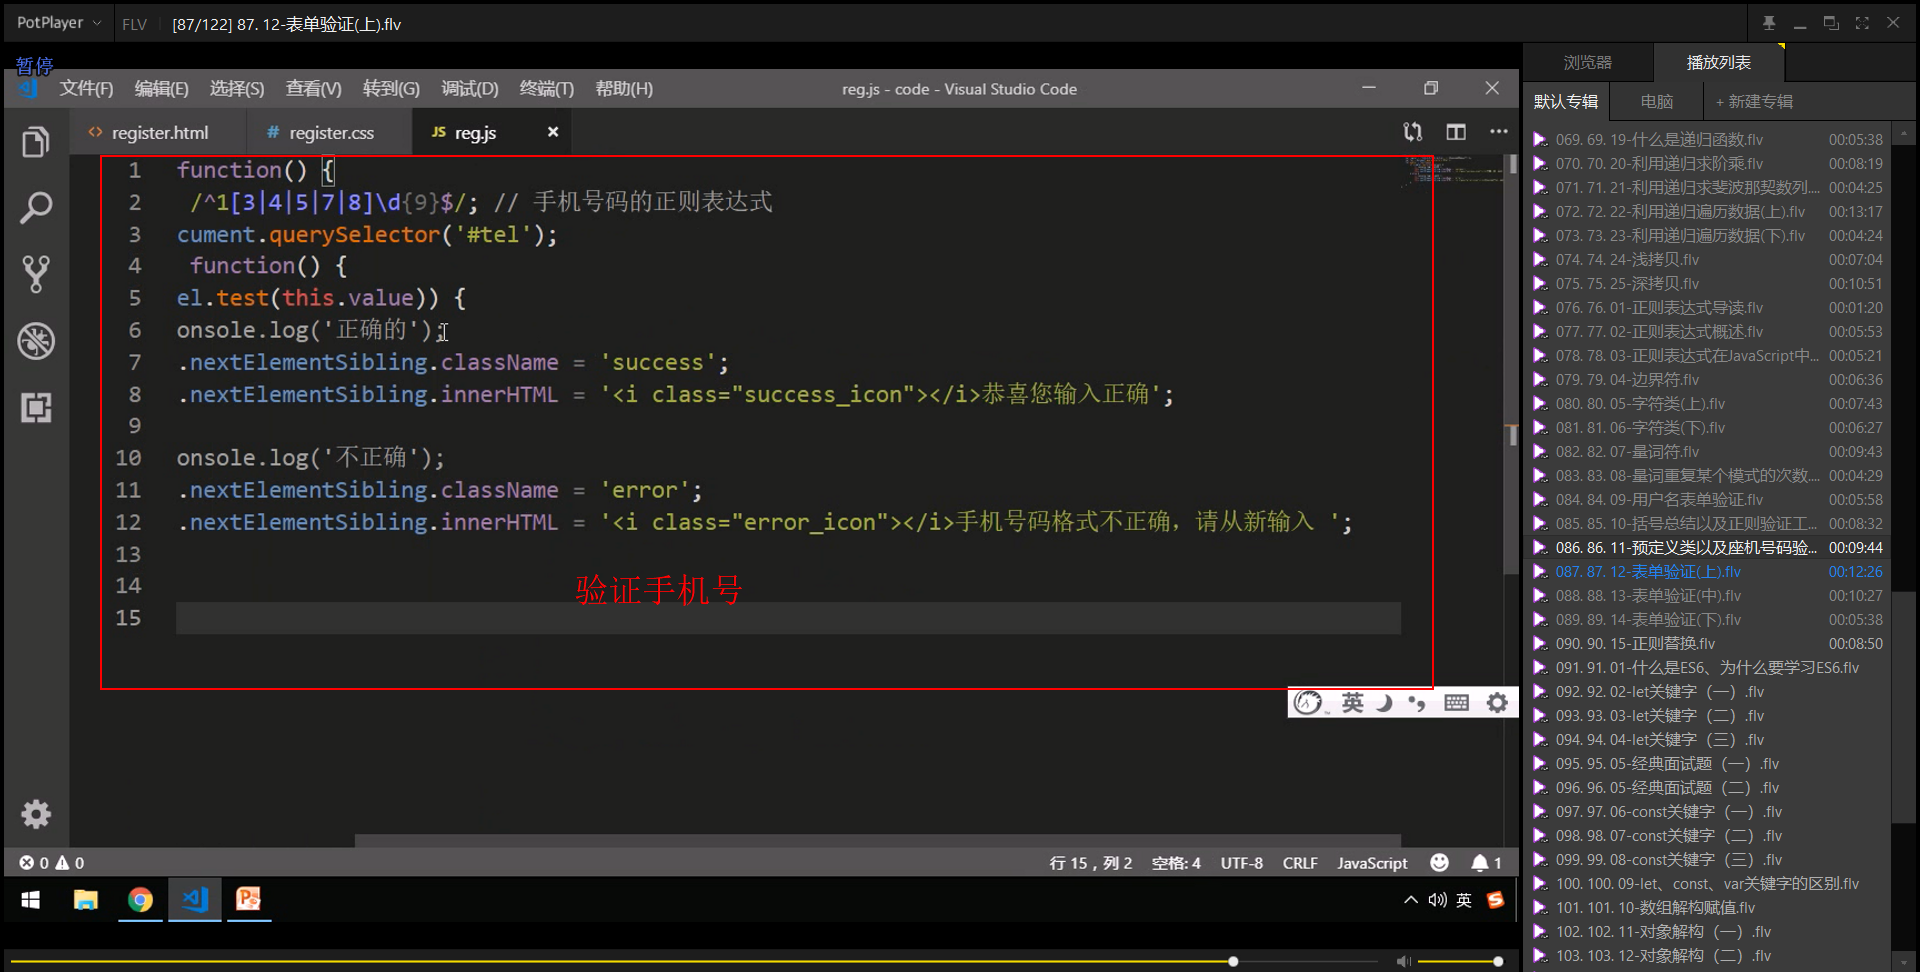 PotPlayer
FLV
[87/122] 87. 12-表单验证(上).flv
暂停
文件(F) 编辑(E) 选择(S) 查看(V) 转到(G) 调试(D) 终端(T) 帮助(H)
reg.js - code - Visual Studio Code
register.html
# register.css
JS reg.js
1 function() {
2 /^1[3|4|5|7|8]\d{9}$/; // 手机号码的正则表达式
3 cument.querySelector('#tel');
4 function() {
5 el.test(this.value)) {
6 onsole.log('正确的');
7 .nextElementSibling.className = 'success';
8 .nextElementSibling.innerHTML = '<i class="success_icon"></i>恭喜您输入正确';
9
10 onsole.log('不正确');
11 .nextElementSibling.className = 'error';
12 .nextElementSibling.innerHTML = '<i class="error_icon"></i>手机号码格式不正确，请从新输入 ';
13
14
验证手机号
15
英
0 0
行 15，列 2 空格: 4 UTF-8 CRLF JavaScript 1
英
浏览器 播放列表
默认专辑 电脑 + 新建专辑
069. 69. 19-什么是递归函数.flv 00:05:38
070. 70. 20-利用递归求阶乘.flv 00:08:19
071. 71. 21-利用递归求斐波那契数列.... 00:04:25
072. 72. 22-利用递归遍历数据(上).flv 00:13:17
073. 73. 23-利用递归遍历数据(下).flv 00:04:24
074. 74. 24-浅拷贝.flv 00:07:04
075. 75. 25-深拷贝.flv 00:10:51
076. 76. 01-正则表达式导读.flv 00:01:20
077. 77. 02-正则表达式概述.flv 00:05:53
078. 78. 03-正则表达式在JavaScript中... 00:05:21
079. 79. 04-边界符.flv 00:06:36
080. 80. 05-字符类(上).flv 00:07:43
081. 81. 06-字符类(下).flv 00:06:27
082. 82. 07-量词符.flv 00:09:43
083. 83. 08-量词重复某个模式的次数.... 00:04:29
084. 84. 09-用户名表单验证.flv 00:05:58
085. 85. 10-括号总结以及正则验证工... 00:08:32
086. 86. 11-预定义类以及座机号码验... 00:09:44
087. 87. 12-表单验证(上).flv 00:12:26
088. 88. 13-表单验证(中).flv 00:10:27
089. 89. 14-表单验证(下).flv 00:05:38
090. 90. 15-正则替换.flv 00:08:50
091. 91. 01-什么是ES6、为什么要学习ES6.flv
092. 92. 02-let关键字（一）.flv
093. 93. 03-let关键字（二）.flv
094. 94. 04-let关键字（三）.flv
095. 95. 05-经典面试题（一）.flv
096. 96. 05-经典面试题（二）.flv
097. 97. 06-const关键字（一）.flv
098. 98. 07-const关键字（二）.flv
099. 99. 08-const关键字（三）.flv
100. 100. 09-let、const、var关键字的区别.flv
101. 101. 10-数组解构赋值.flv
102. 102. 11-对象解构（一）.flv
103. 103. 12-对象解构（二）.flv